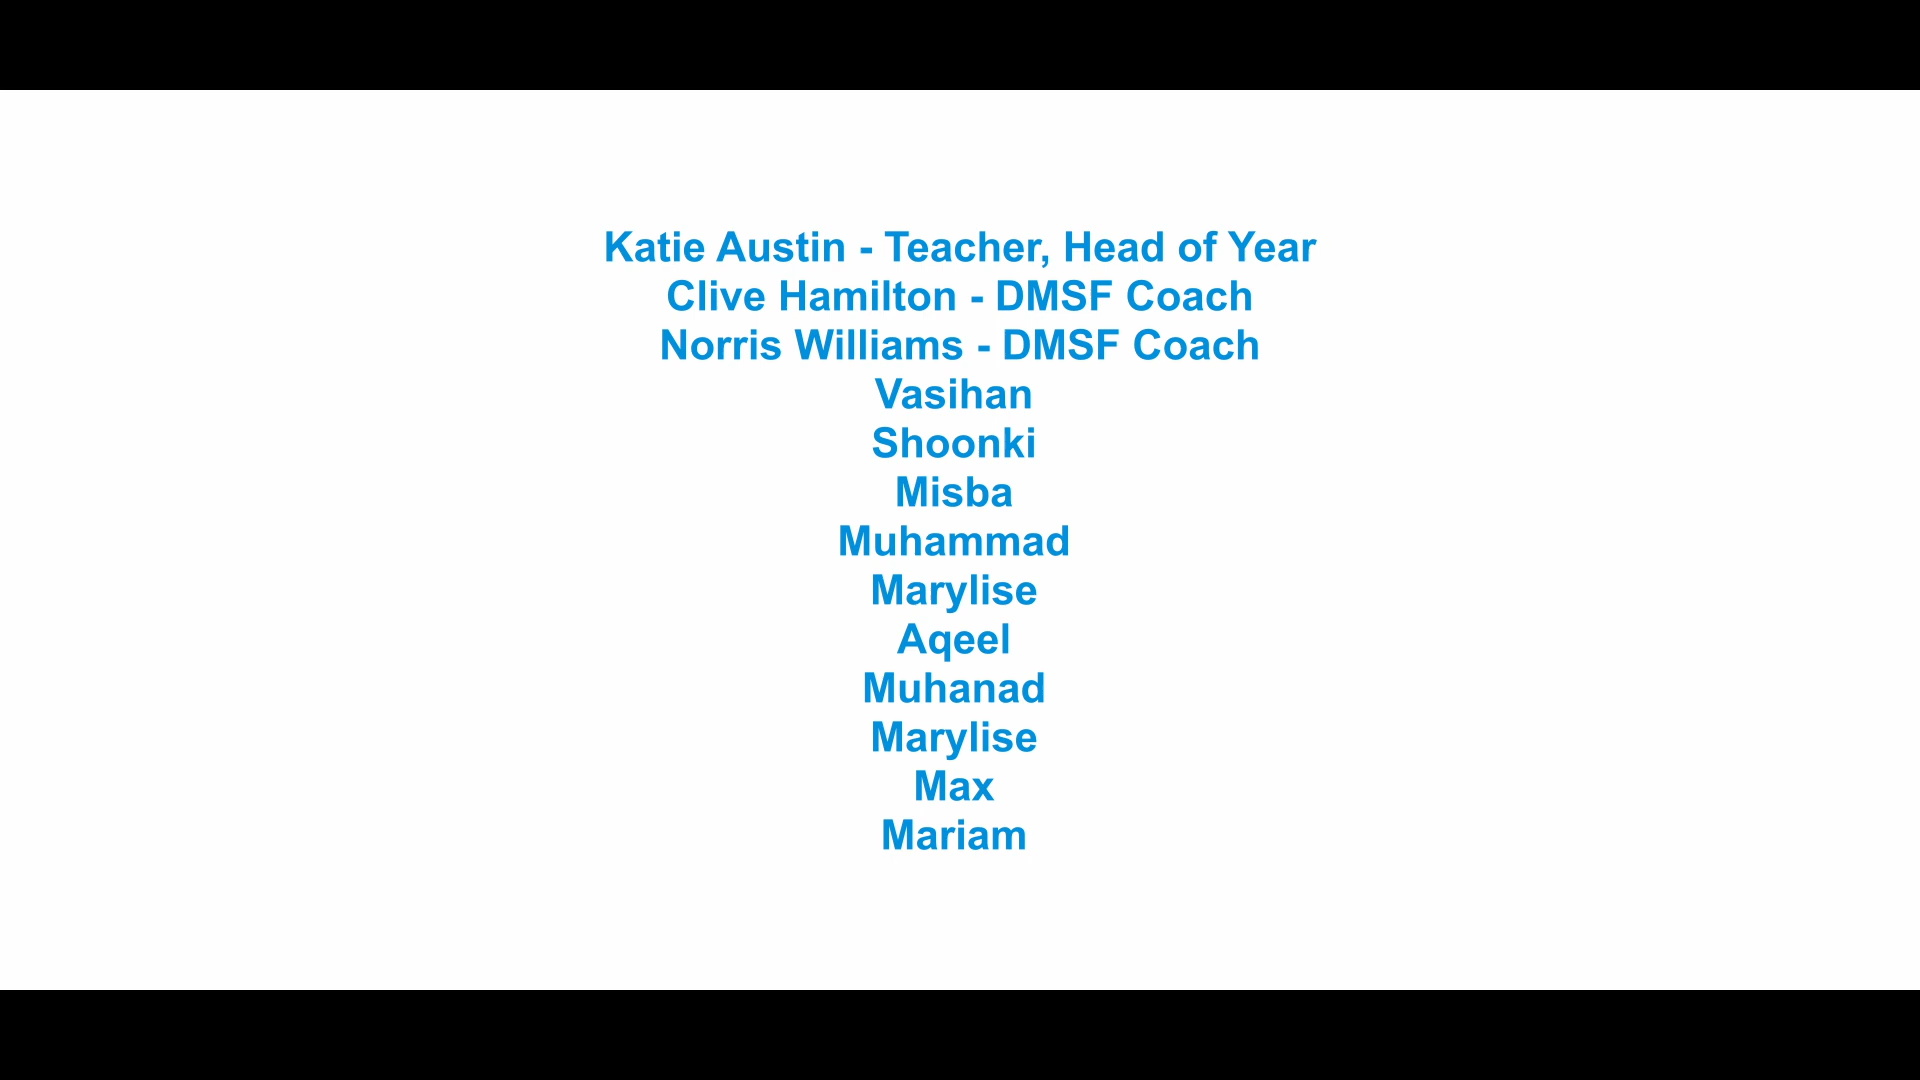 Katie Austin - Teacher, Head of Year
Clive Hamilton - DMSF Coach
Norris Williams - DMSF Coach
Vasihan
Shoonki
Misba
Muhammad
Marylise
Aqeel
Muhanad
Marylise
Max
Mariam